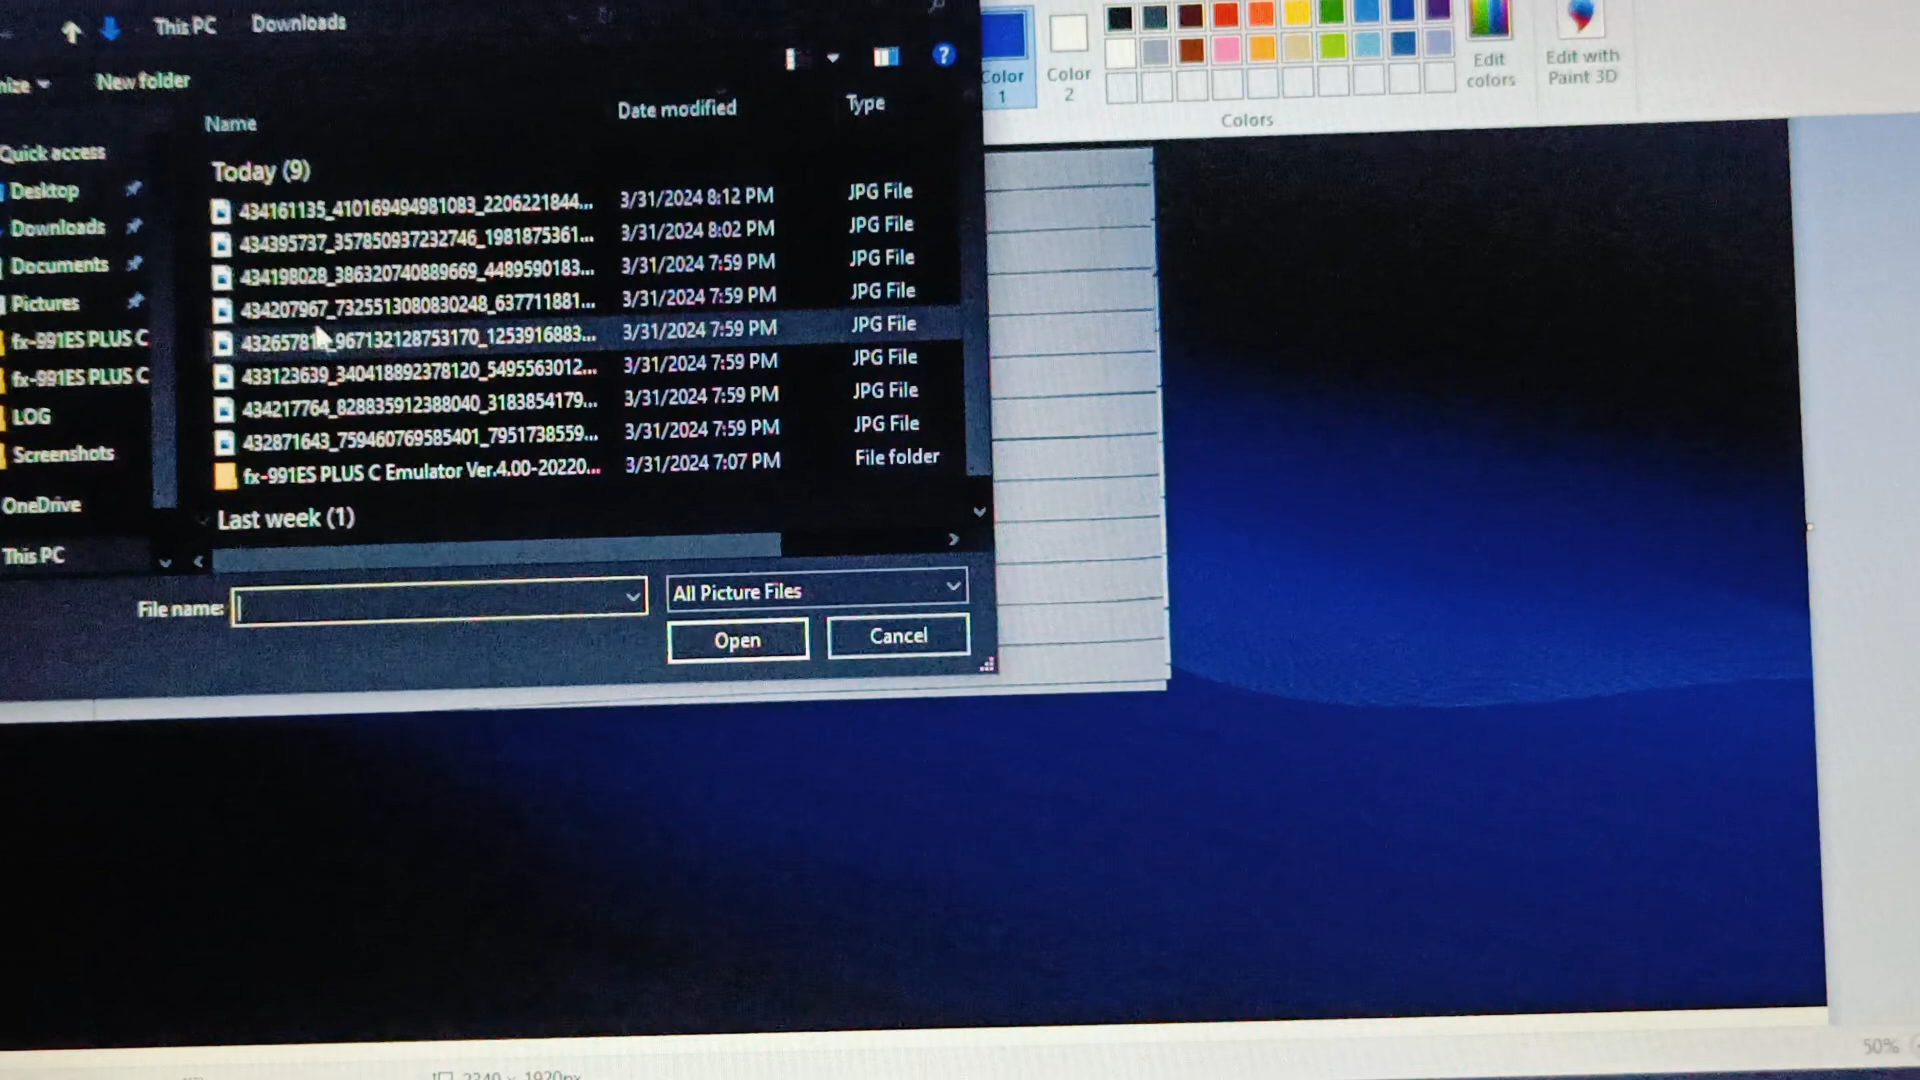 This PC Downloads
New folder
Name Date modified Type
Quick access
Desktop
Downloads
Documents
Pictures
fx-991ES PLUS C
fx-991ES PLUS C
LOG
Screenshots
OneDrive
This PC
Today (9)
434161135_410169494981083_2206221844... 3/31/2024 8:12 PM JPG File
434395737_357850937232746_1981875361... 3/31/2024 8:02 PM JPG File
434198028_386320740889669_4489590183... 3/31/2024 7:59 PM JPG File
434207967_7325513080830248_637711881... 3/31/2024 7:59 PM JPG File
3/31/2024 7:59 PM JPG File
433123639_340418892378120_5495563012... 3/31/2024 7:59 PM JPG File
434217764_828835912388040_3183854179... 3/31/2024 7:59 PM JPG File
432871643_759460769585401_7951738559... 3/31/2024 7:59 PM JPG File
fx-991ES PLUS C Emulator Ver.4.00-20220... 3/31/2024 7:07 PM File folder
Last week (1)
File name: All Picture Files
Open Cancel
Color 1
Color 2
Edit colors
Edit with Paint 3D
Colors
50%